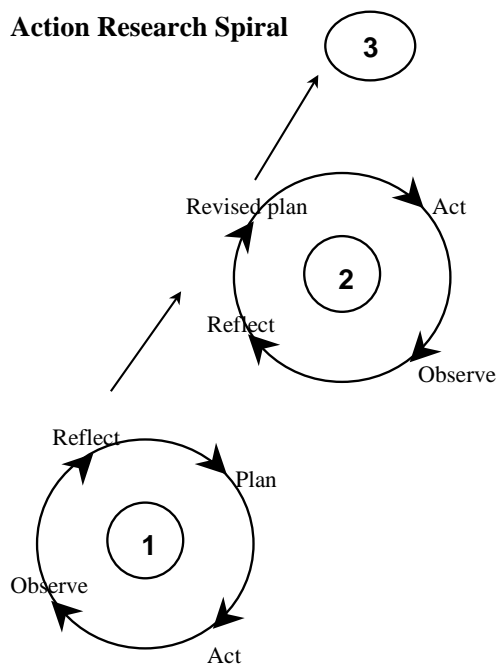 Action Research Spiral
3
Revised plan
Act
2
Reflect
Observe
Reflect
Plan
1
Observe
Act